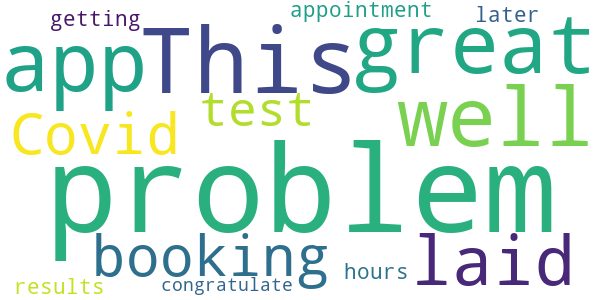 getting appointment later
app This great
Covid test well
problem
booking laid
results congratulate hours